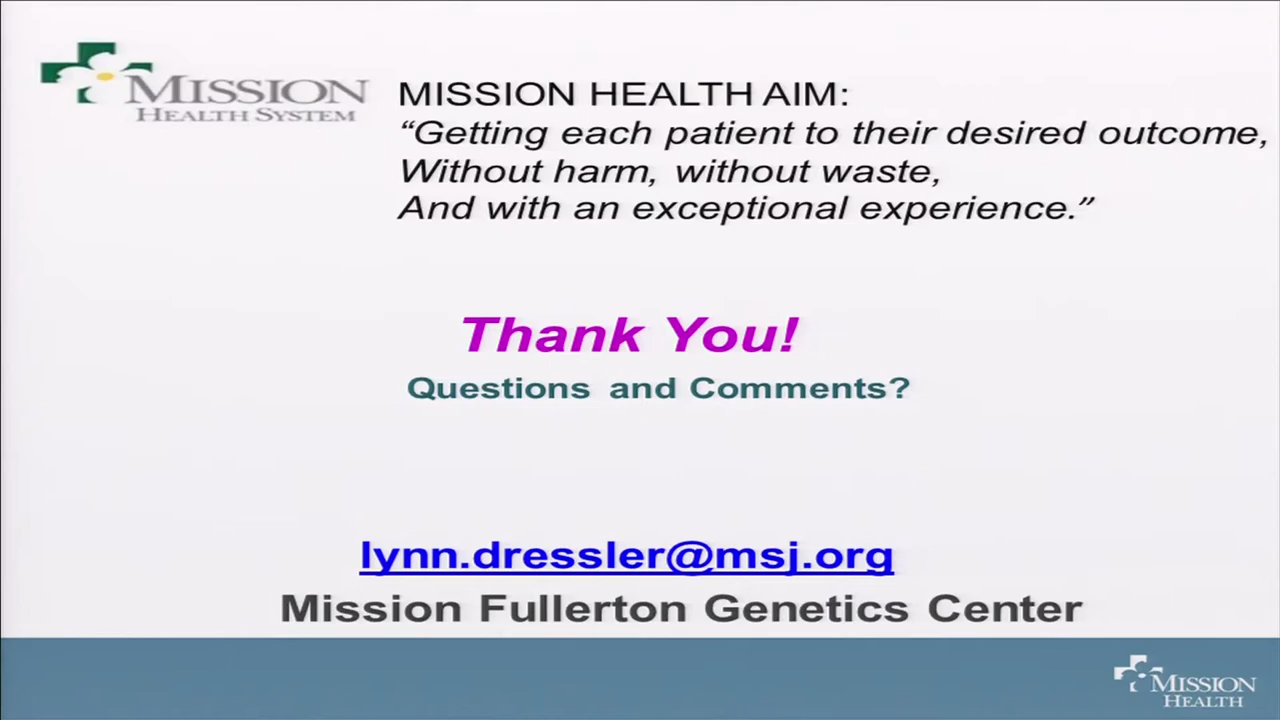 MISSION
HEALTH SYSTEM
MISSION HEALTH AIM:
“Getting each patient to their desired outcome,
Without harm, without waste,
And with an exceptional experience.”
Thank You!
Questions and Comments?
lynn.dressler@msj.org
Mission Fullerton Genetics Center
MISSION
HEALTH